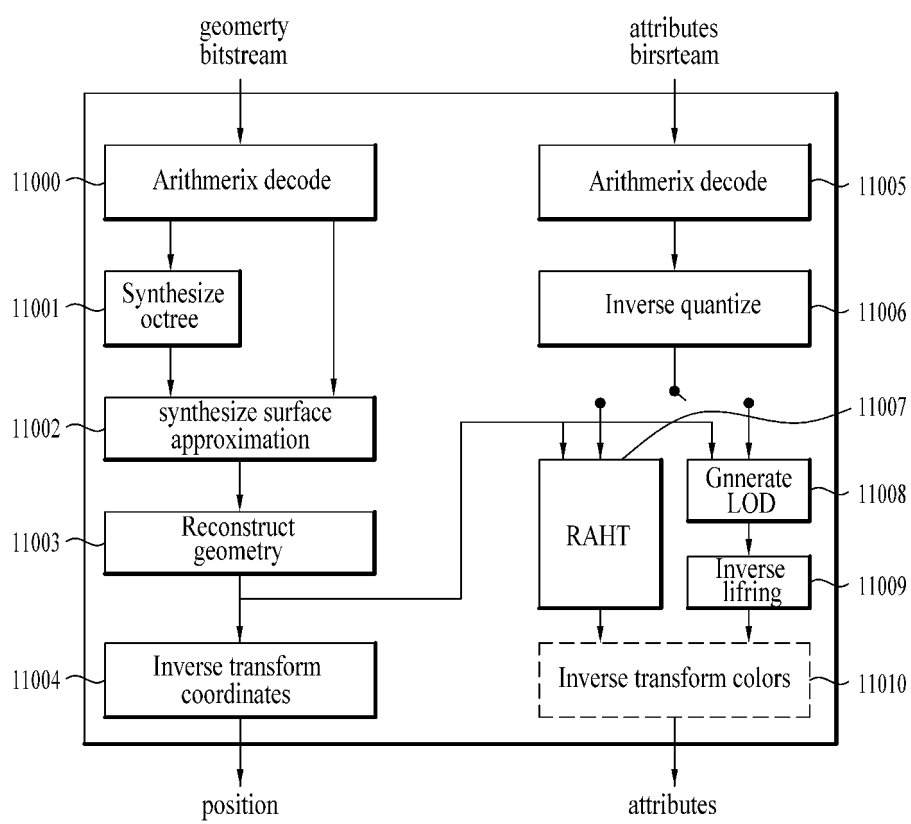 geomerty
bitstream
attributes
birsrteam
11000
Arithmerix decode
Arithmerix decode
11005
11001
Synthesize
octree
Inverse quantize
11006
11002
synthesize surface
approximation
11007
11003
Reconstruct
geometry
RAHT
Gnnerate
LOD
11008
Inverse
lifring
11009
11004
Inverse transform
coordinates
Inverse transform colors
11010
position
attributes